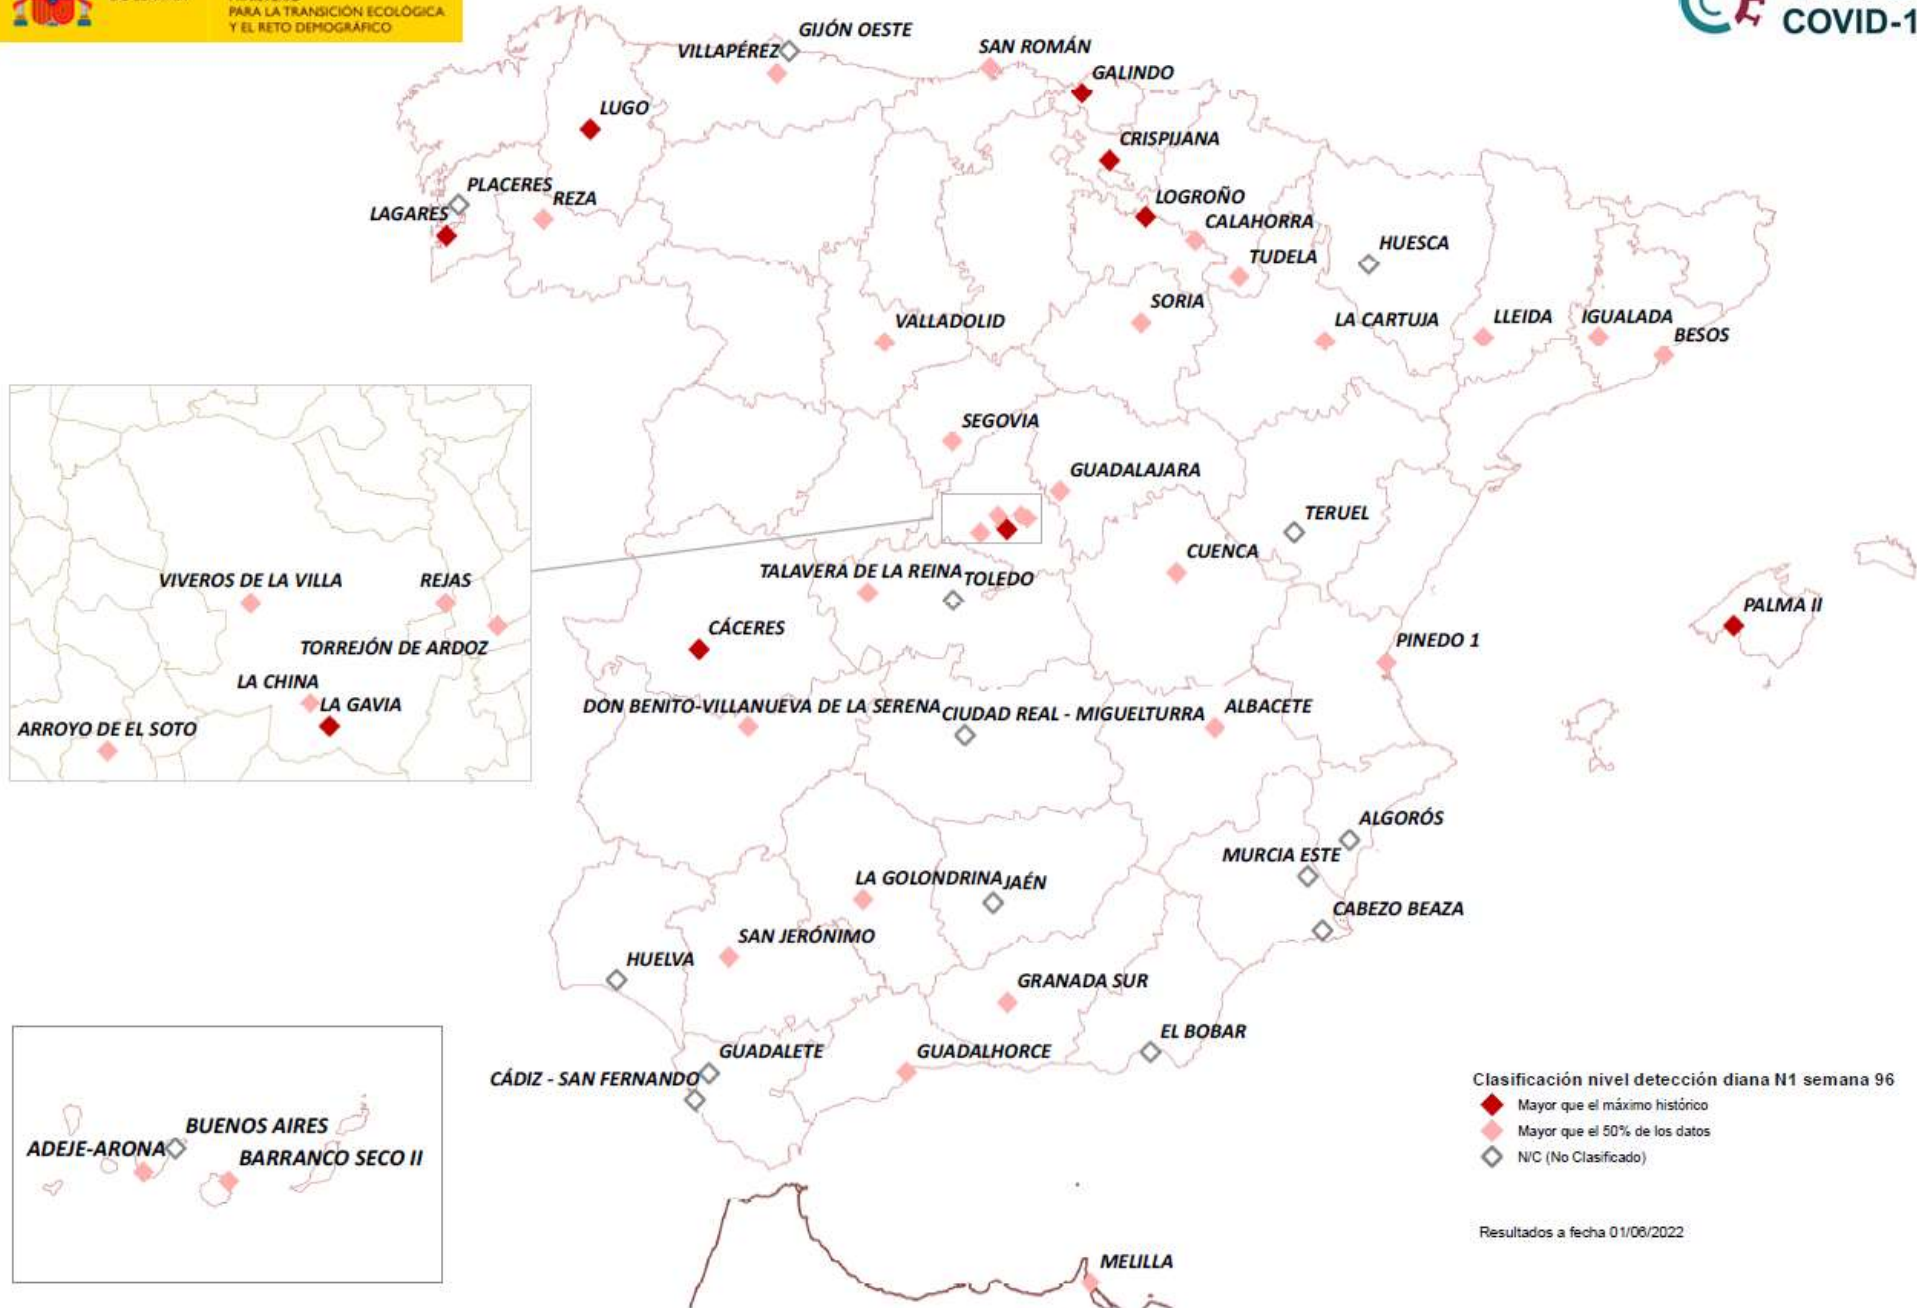 PARA LA TRANSICIÓN ECOLÓGICA
Y EL RETO DEMOGRÁFICO
COVID-1
GIJÓN OESTE
VILLAPÉREZ
SAN ROMÁN
GALINDO
LUGO
CRISPIJANA
PLACERES
REZA
LAGARES
LOGROÑO
CALAHORRA
TUDELA
HUESCA
SORIA
VALLADOLID
LA CARTUJA
LLEIDA
IGUALADA
BESOS
SEGOVIA
GUADALAJARA
TERUEL
CUENCA
TALAVERA DE LA REINA
TOLEDO
VIVEROS DE LA VILLA
REJAS
TORREJÓN DE ARDOZ
LA CHINA
LA GAVIA
ARROYO DE EL SOTO
CÁCERES
PALMA II
PINEDO 1
DON BENITO-VILLANUEVA DE LA SERENA
CIUDAD REAL - MIGUELTURRA
ALBACETE
ALGORÓS
MURCIA ESTE
LA GOLONDRINA
JAÉN
CABEZO BEAZA
SAN JERÓNIMO
HUELVA
GRANADA SUR
EL BOBAR
GUADALETE
GUADALHORCE
CÁDIZ - SAN FERNANDO
BUENOS AIRES
ADEJE-ARONA
BARRANCO SECO II
Clasificación nivel detección diana N1 semana 96
Mayor que el máximo histórico
Mayor que el 50% de los datos
N/C (No Clasificado)
Resultados a fecha 01/06/2022
MELILLA